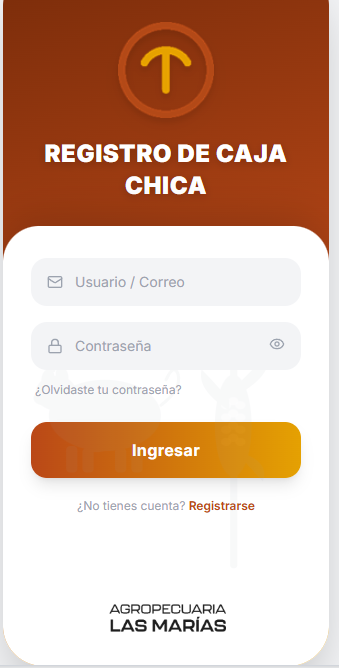 REGISTRO DE CAJA
CHICA
Usuario / Correo
Contraseña
¿Olvidaste tu contraseña?
Ingresar
¿No tienes cuenta? Registrarse
AGROPECUARIA
LAS MARÍAS